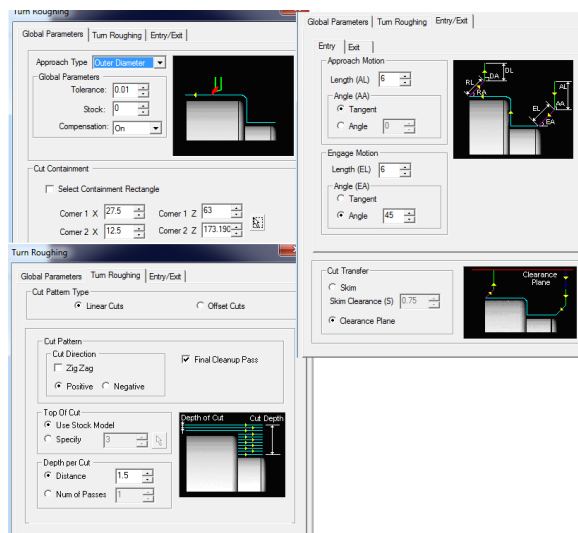 Turn Roughing
Global Parameters Turn Roughing Entry/Exit
Approach Type Outer Diameter
Global Parameters
Tolerance: 0.01
Stock: 0
Compensation: On
Cut Containment
Select Containment Rectangle
Corner 1 X 27.5 Corner 1 Z 63
Corner 2 X 12.5 Corner 2 Z 173.190
Turn Roughing
Global Parameters Turn Roughing Entry/Exit
Cut Pattern Type
Linear Cuts Offset Cuts
Cut Pattern
Cut Direction
Zig Zag
Positive Negative
Final Cleanup Pass
Top Of Cut
Use Stock Model
Specify 3
Depth of Cut Cut Depth
Depth per Cut
Distance 1.5
Num of Passes 1
Global Parameters Turn Roughing Entry/Exit
Entry Exit
Approach Motion
Length (AL) 6
Angle (AA)
Tangent
Angle 0
DL
RL DA
RA
AL
AA
EL
EA
Engage Motion
Length (EL) 6
Angle (EA)
Tangent
Angle 45
Cut Transfer
Skim
Skim Clearance (S) 0.75
Clearance Plane
Clearance
Plane